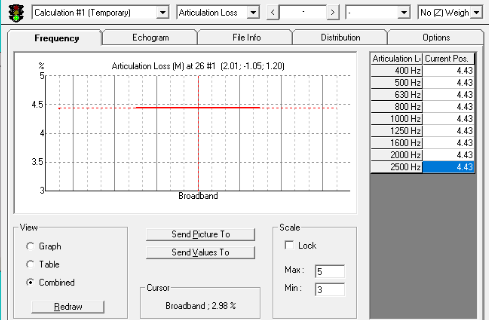 Calculation #1 (Temporary) Articulation Loss < · > - No [Z] Weigh
Frequency Echogram File Info Distribution Options
% Articulation Loss (M) at 26 #1 (2.01; -1.05; 1.20)
5
4.5
4
3.5
3
Broadband
Articulation L Current Pos.
400 Hz 4.43
500 Hz 4.43
630 Hz 4.43
800 Hz 4.43
1000 Hz 4.43
1250 Hz 4.43
1600 Hz 4.43
2000 Hz 4.43
2500 Hz 4.43
View
Graph
Table
Combined
Redraw
Send Picture To
Send Values To
Cursor
Broadband ; 2.98 %
Scale
Lock
Max : 5
Min : 3